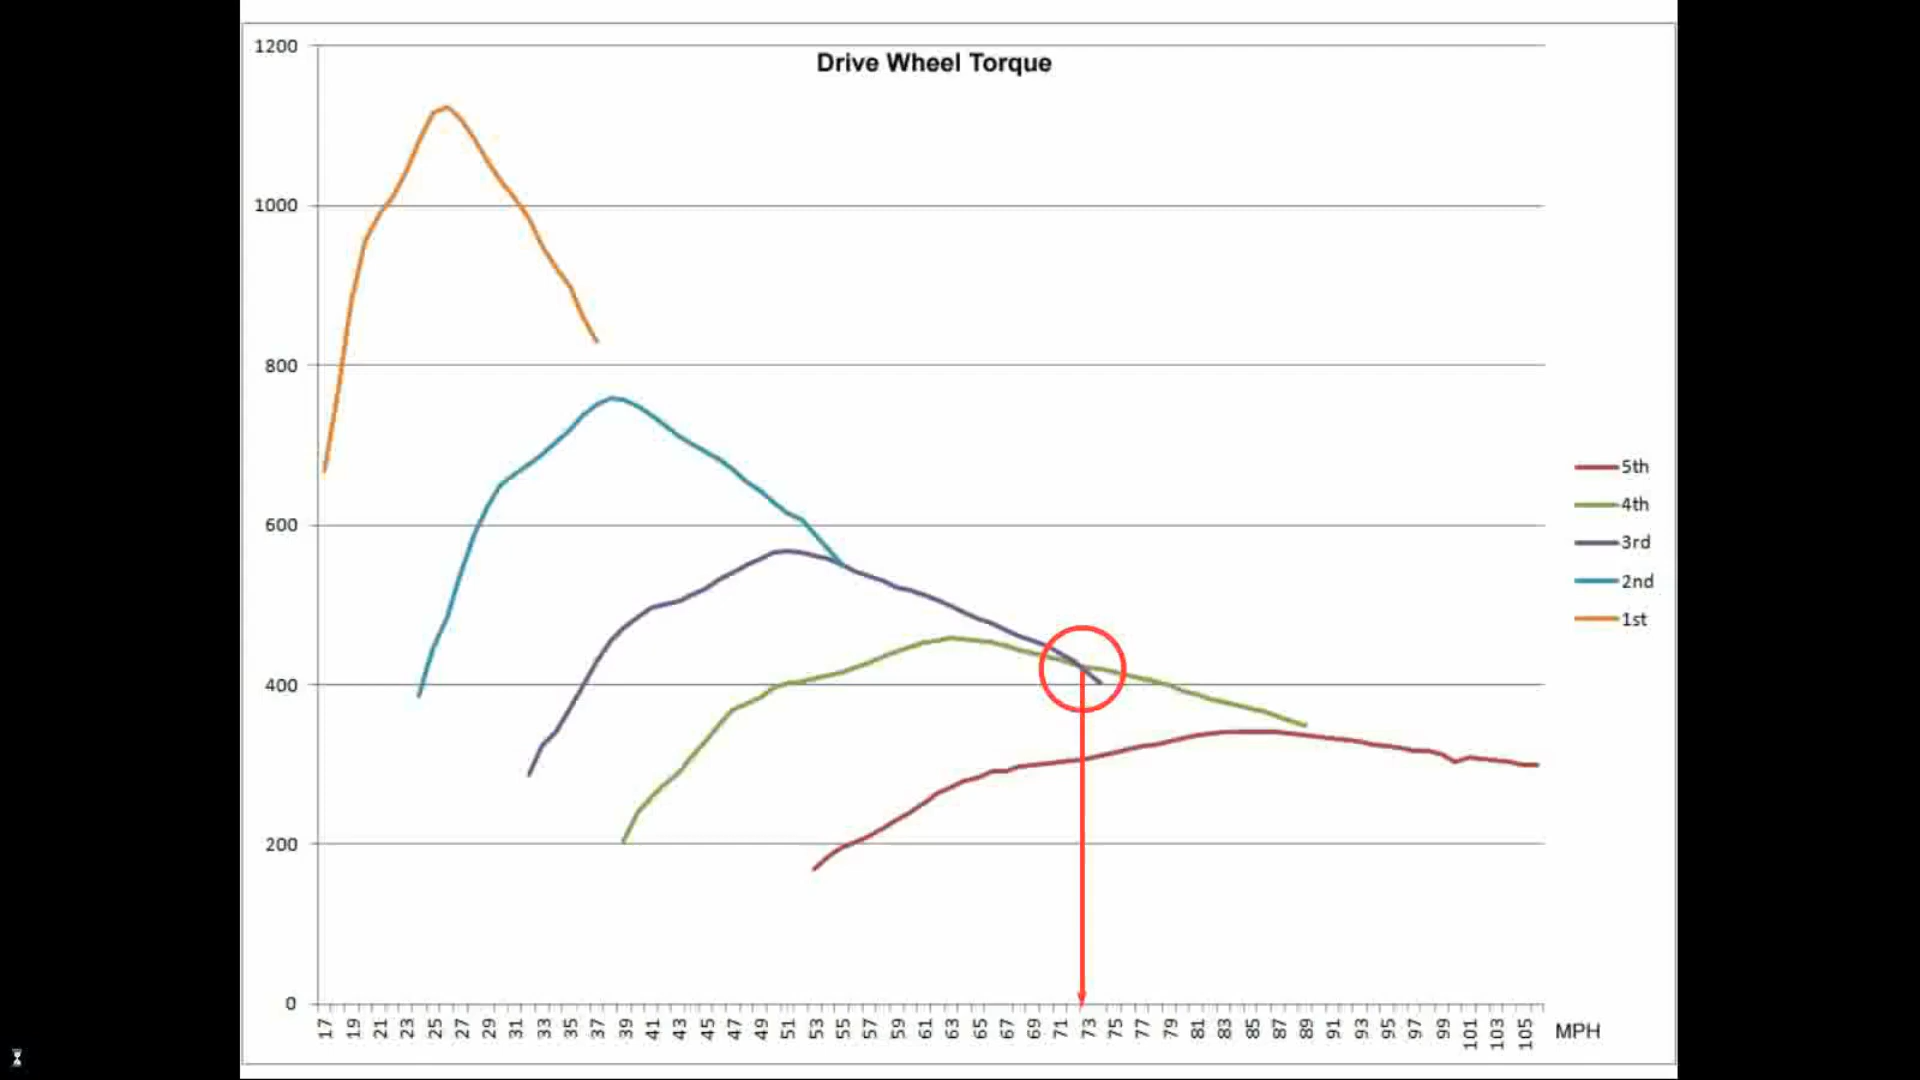 Drive Wheel Torque
1200
1000
800
600
400
200
0
5th
4th
3rd
2nd
1st
17 19 21 23 25 27 29 31 33 35 37 39 41 43 45 47 49 51 53 55 57 59 61 63 65 67 69 71 73 75 77 79 81 83 85 87 89 91 93 95 97 99 101 103 105 MPH